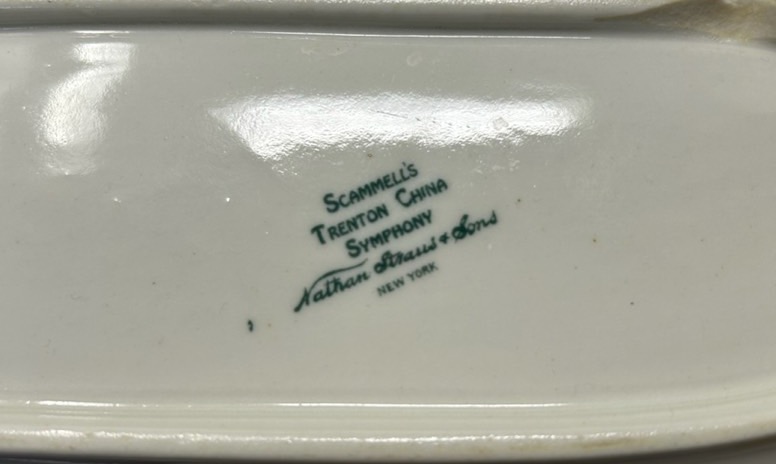 SCAMMELL'S
TRENTON CHINA
SYMPHONY
Nathan Straus & Sons
NEW YORK